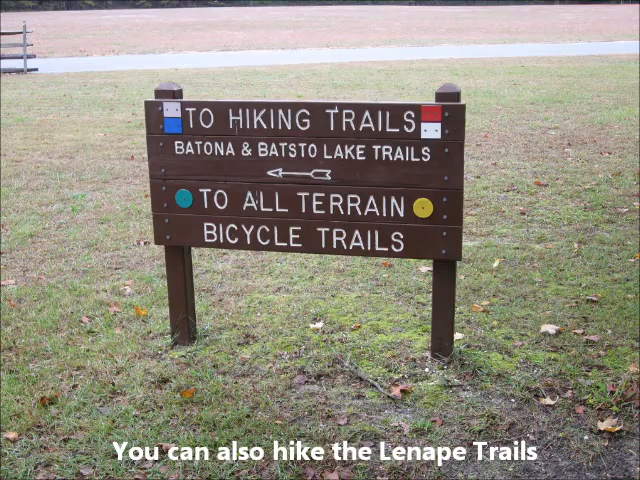 TO HIKING TRAILS
BATONA & BATSTO LAKE TRAILS
TO ALL TERRAIN
BICYCLE TRAILS
You can also hike the Lenape Trails